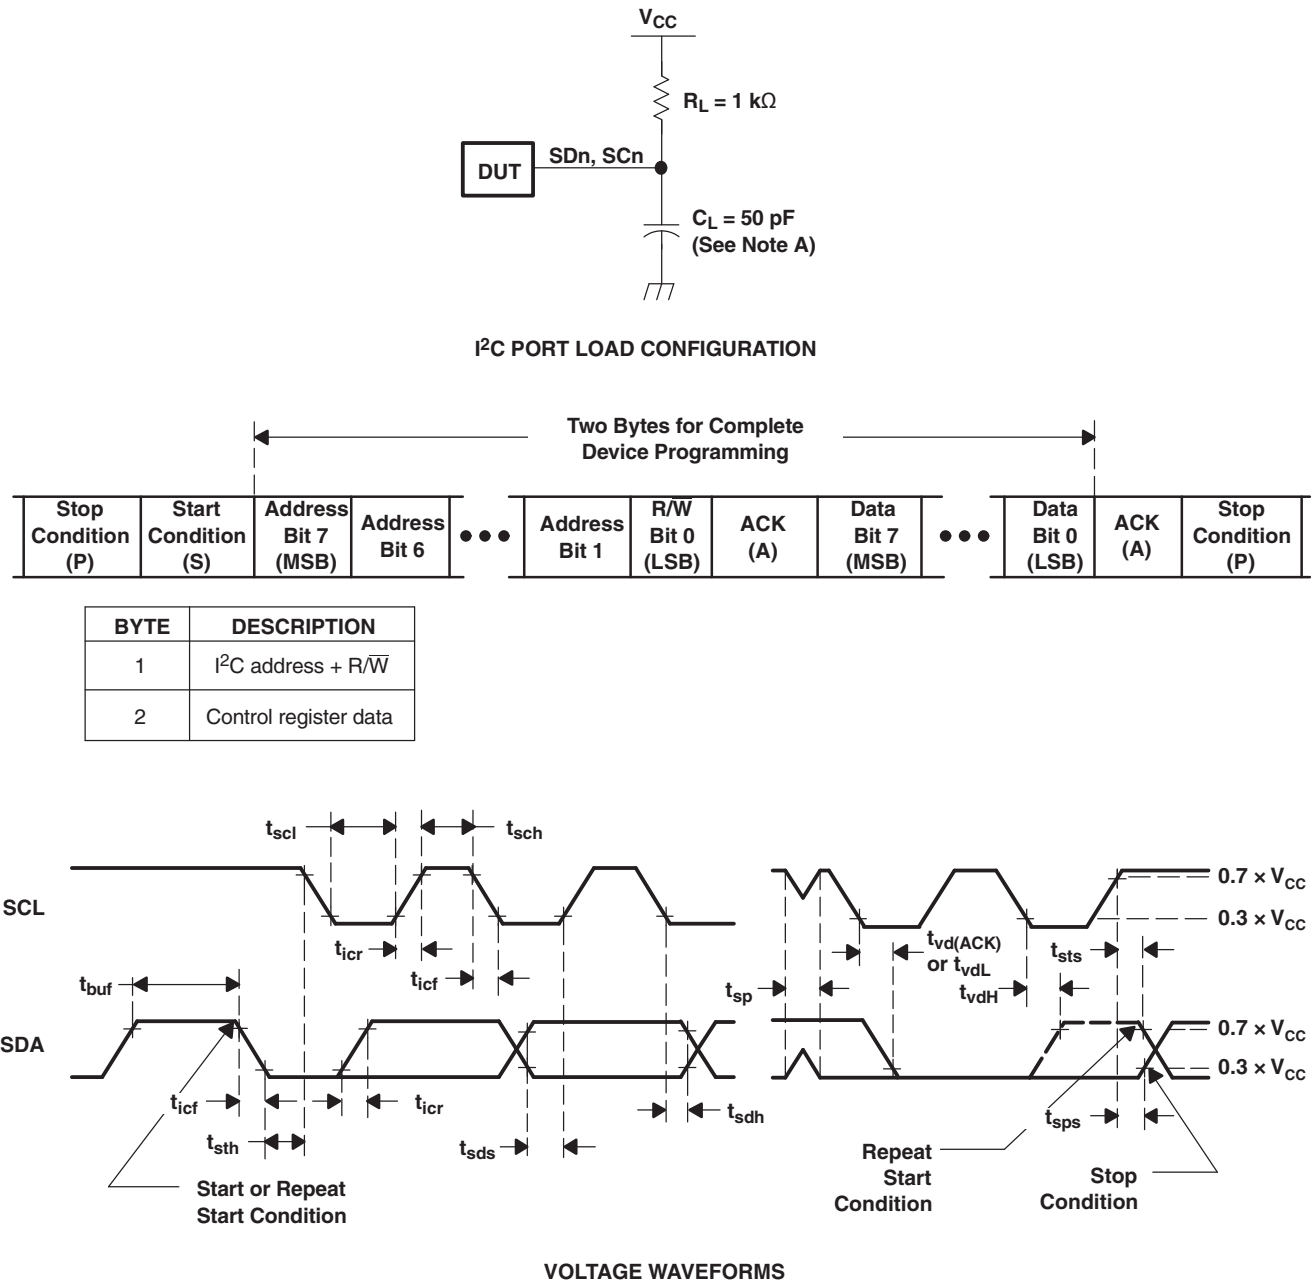 VCC
RL = 1 kΩ
DUT
SDn, SCn
CL = 50 pF
(See Note A)
I2C PORT LOAD CONFIGURATION
Two Bytes for Complete
Device Programming
Stop
Condition
(P)
Start
Condition
(S)
Address
Bit 7
(MSB)
Address
Bit 6
Address
Bit 1
R/W̅
Bit 0
(LSB)
ACK
(A)
Data
Bit 7
(MSB)
Data
Bit 0
(LSB)
ACK
(A)
Stop
Condition
(P)
BYTE DESCRIPTION
1 I2C address + R/W̅
2 Control register data
tscl
tsch
SCL
0.7 × VCC
0.3 × VCC
ticr
ticf
tvd(ACK)
or tvdL
tsts
tbuf
tsp
tvdH
SDA
0.7 × VCC
0.3 × VCC
ticf
ticr
tsdh
tsps
tsth
tsds
Start or Repeat
Start Condition
Repeat
Start
Condition
Stop
Condition
VOLTAGE WAVEFORMS